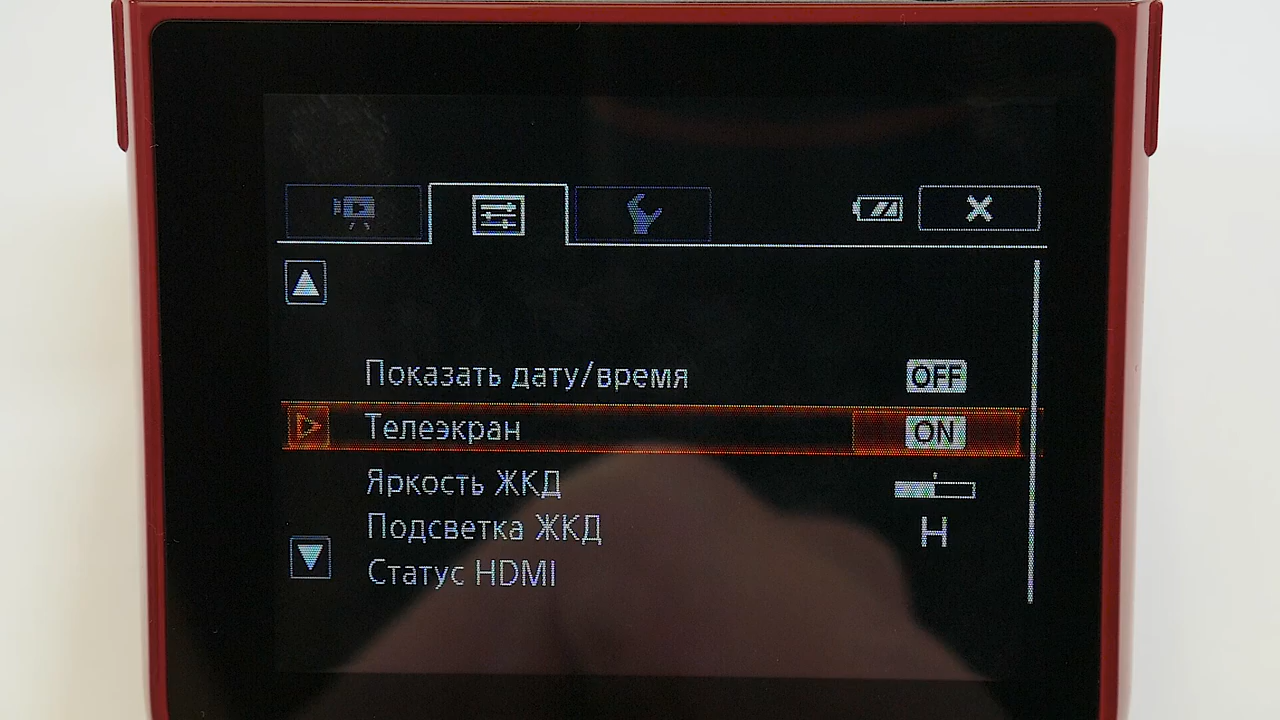 Показать дату/время OFF
Телеэкран ON
Яркость ЖКД
Подсветка ЖКД H
Статус HDMI